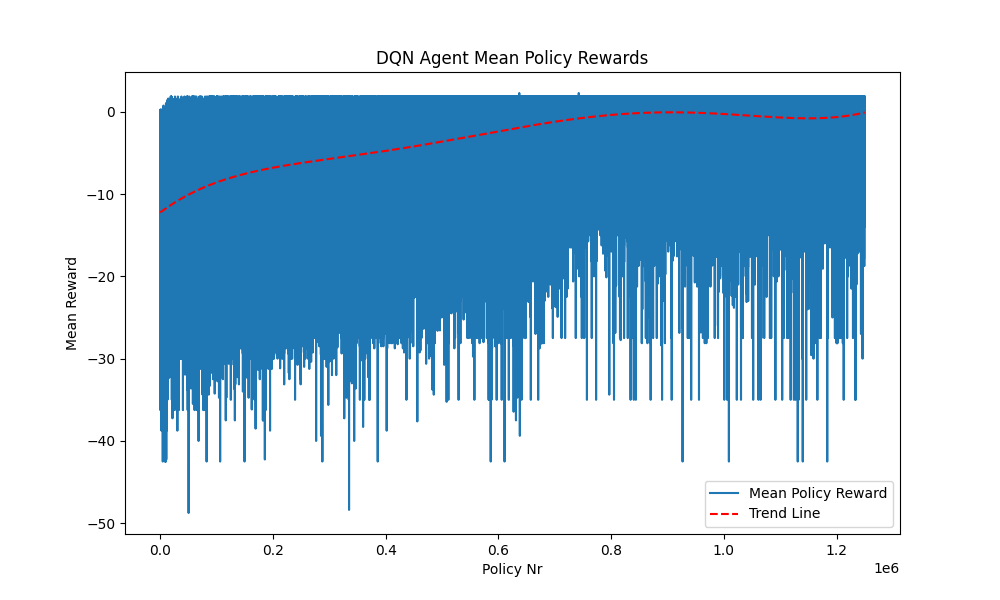 DQN Agent Mean Policy Rewards
Mean Reward
0
−10
−20
−30
−40
−50
Mean Policy Reward
Trend Line
0.0 0.2 0.4 0.6 0.8 1.0 1.2
1e6
Policy Nr